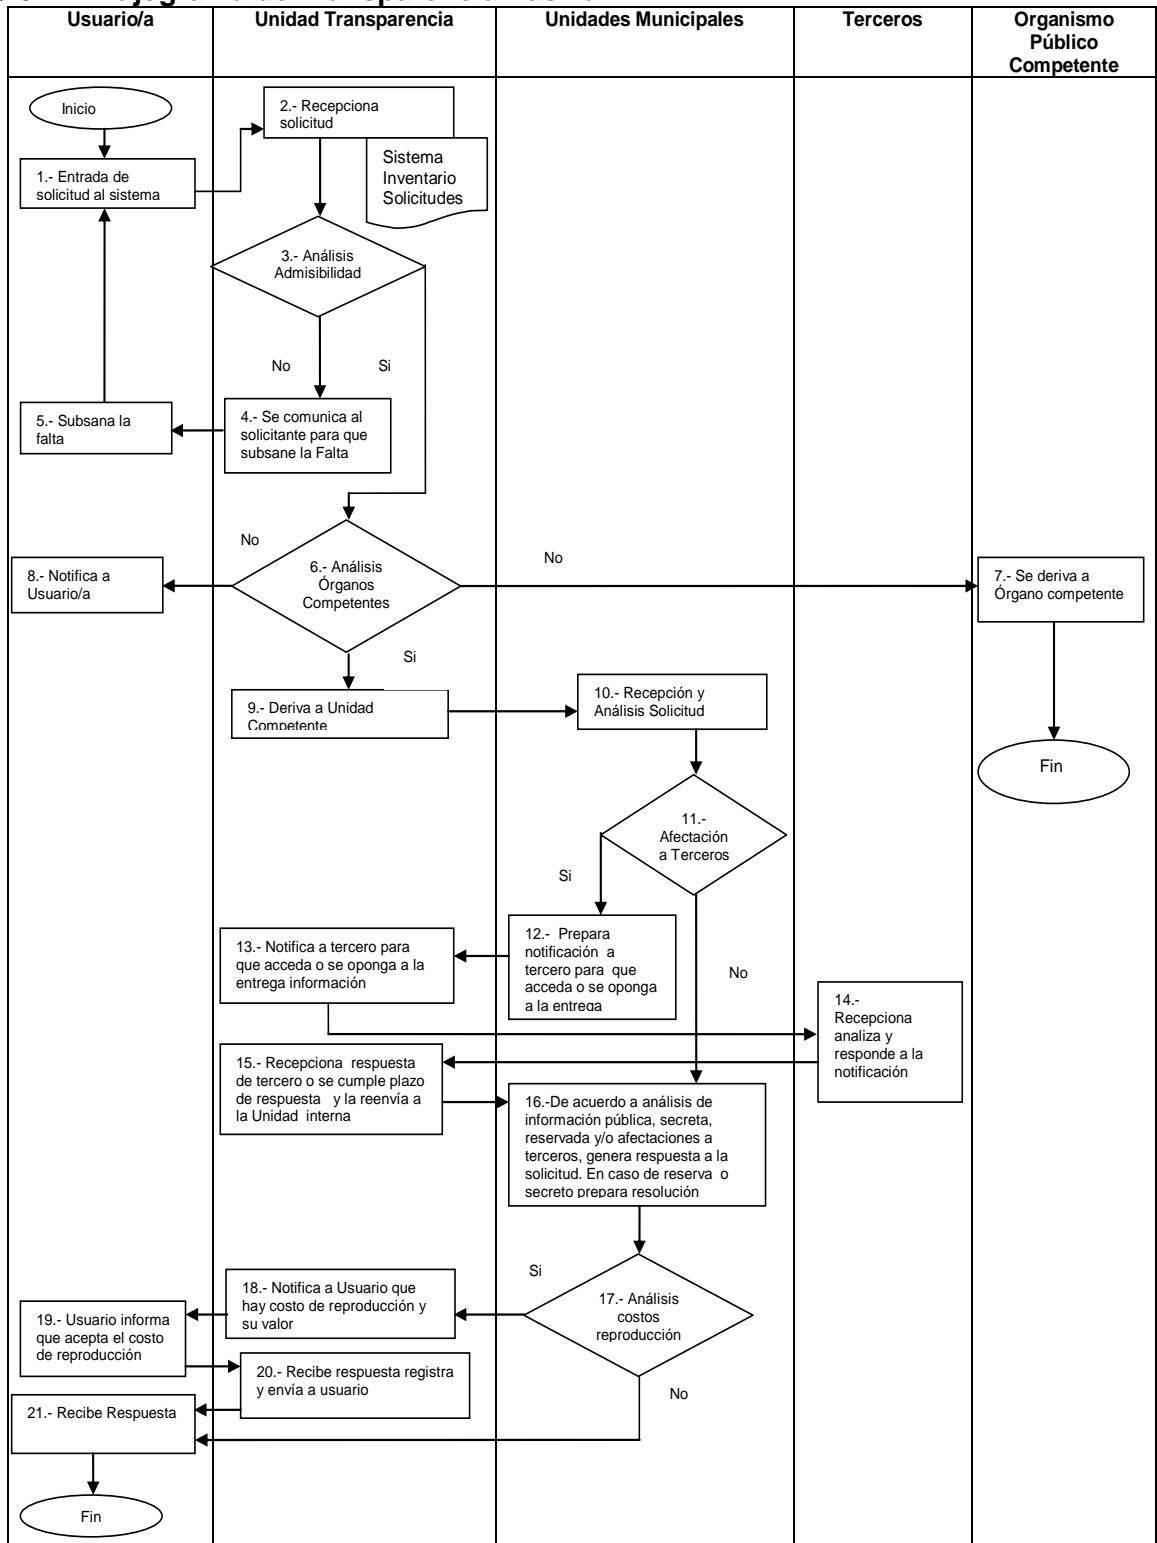 Usuario/a
Unidad Transparencia
Unidades Municipales
Terceros
Organismo
Público
Competente
Inicio
2.- Recepciona
solicitud
Sistema
Inventario
Solicitudes
1.- Entrada de
solicitud al sistema
3.- Análisis
Admisibilidad
No
Si
5.- Subsana la
falta
4.- Se comunica al
solicitante para que
subsane la Falta
No
No
8.- Notifica a
Usuario/a
6.- Análisis
Órganos
Competentes
7.- Se deriva a
Órgano competente
Si
9.- Deriva a Unidad
Competente
10.- Recepción y
Análisis Solicitud
Fin
11.-
Afectación
a Terceros
Si
No
12.- Prepara
notificación a
tercero para que
acceda o se oponga
a la entrega
13.- Notifica a tercero para
que acceda o se oponga a la
entrega información
14.-
Recepciona
analiza y
responde a la
notificación
15.- Recepciona respuesta
de tercero o se cumple plazo
de respuesta y la reenvía a
la Unidad interna
16.-De acuerdo a análisis de
información pública, secreta,
reservada y/o afectaciones a
terceros, genera respuesta a la
solicitud. En caso de reserva o
secreto prepara resolución
Si
17.- Análisis
costos
reproducción
No
18.- Notifica a Usuario que
hay costo de reproducción y
su valor
19.- Usuario informa
que acepta el costo
de reproducción
20.- Recibe respuesta registra
y envía a usuario
21.- Recibe Respuesta
Fin